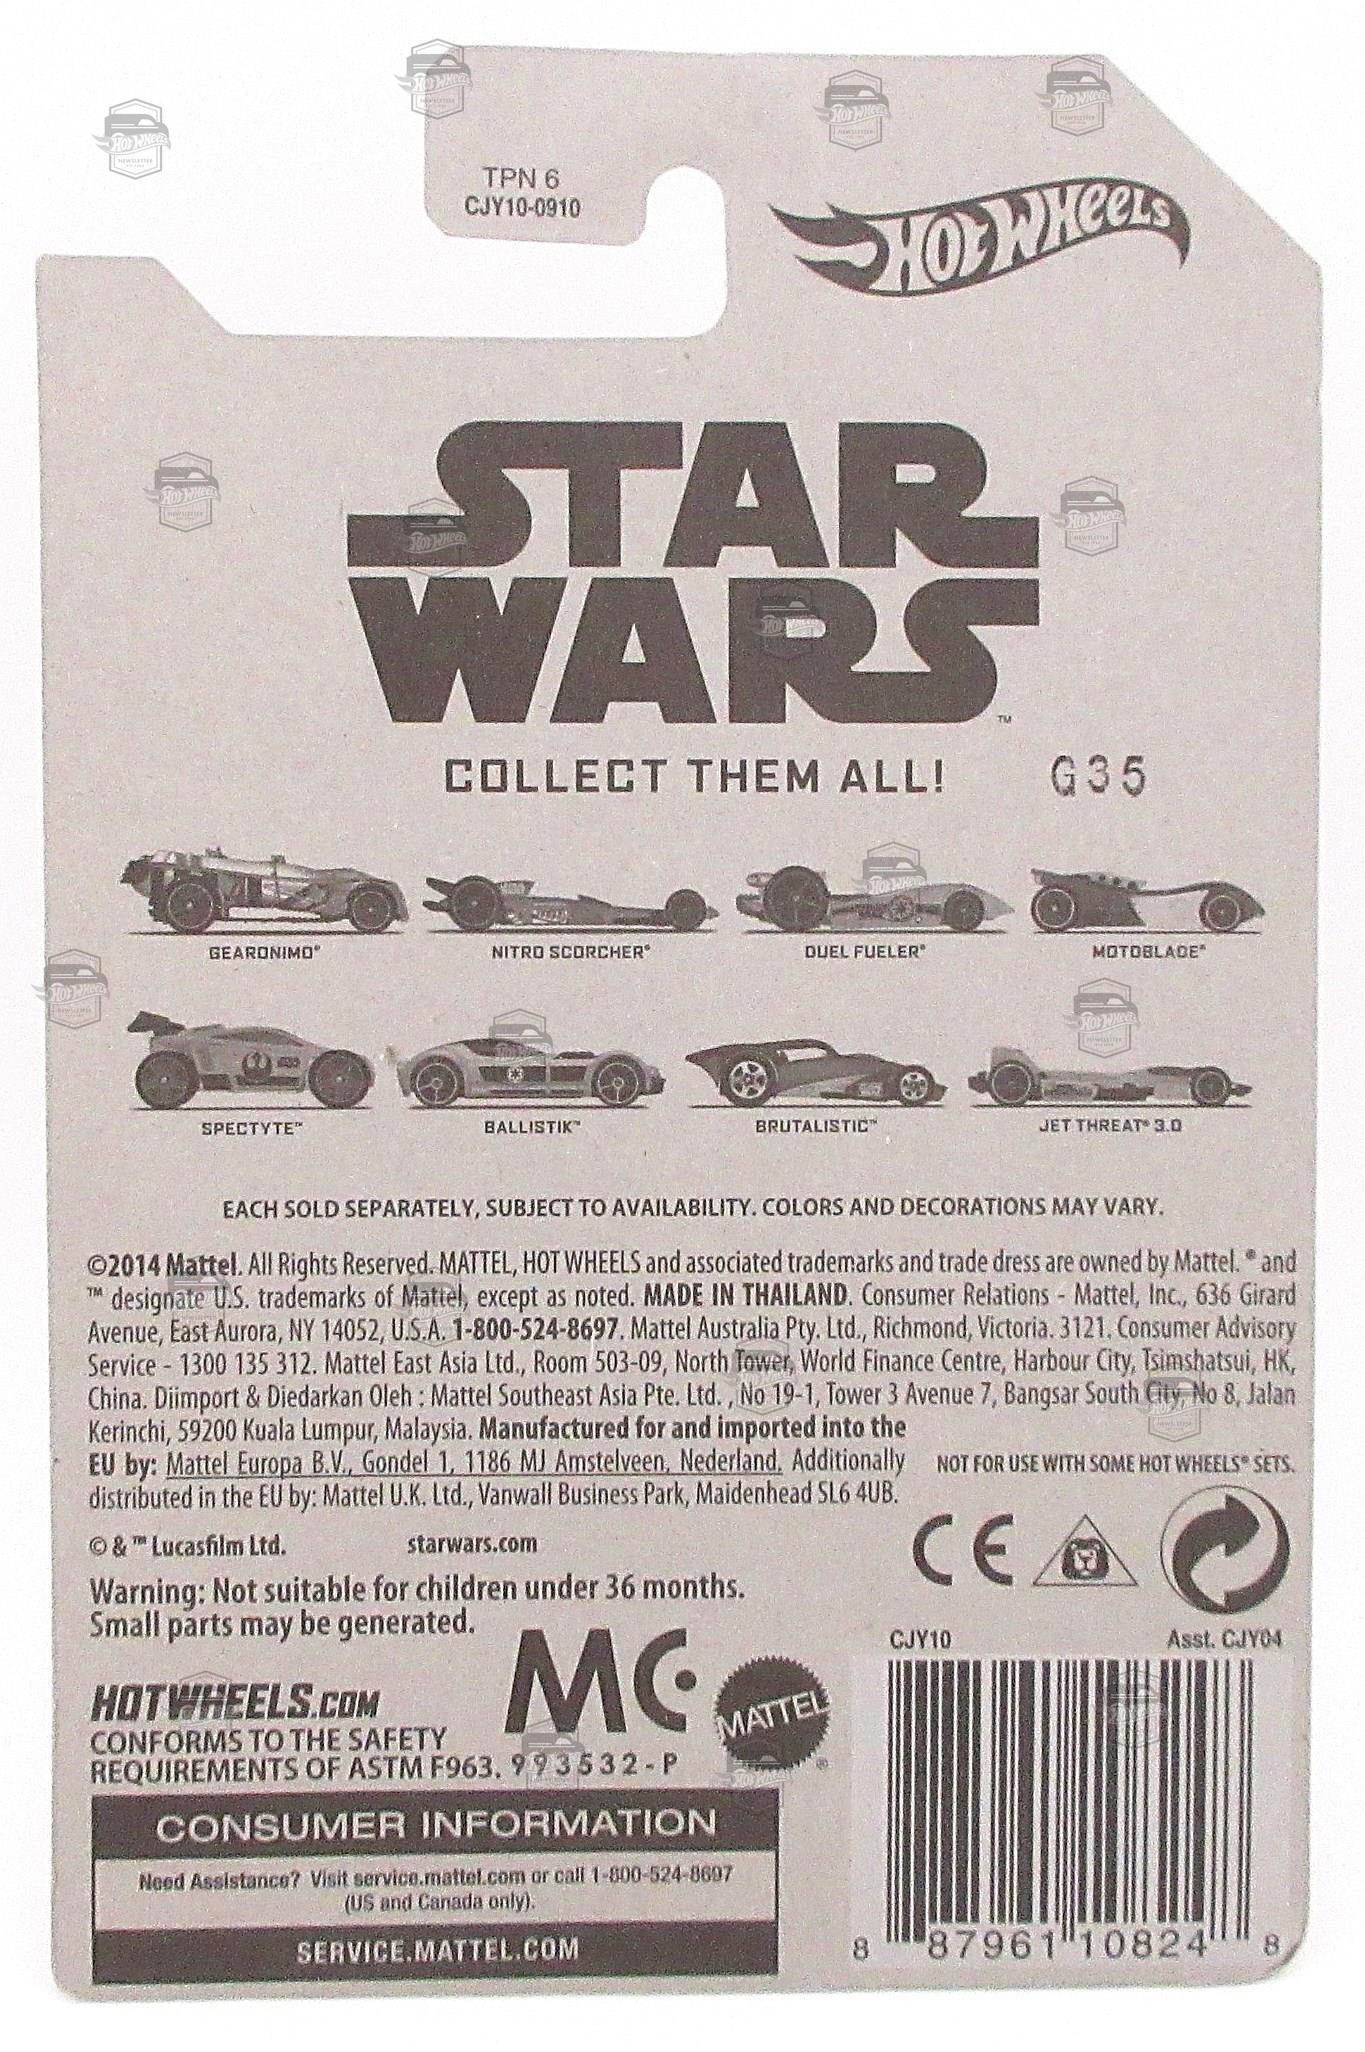 TPN 6
CJY10-0910
HOT WHEELS
STAR
WARS™
COLLECT THEM ALL!
G35
GEARONIMO® NITRO SCORCHER® DUEL FUELER® MOTOBLADE®
SPECTYTE™ BALLISTIK™ BRUTALISTIC™ JET THREAT® 3.0
EACH SOLD SEPARATELY, SUBJECT TO AVAILABILITY. COLORS AND DECORATIONS MAY VARY.
©2014 Mattel. All Rights Reserved. MATTEL, HOT WHEELS and associated trademarks and trade dress are owned by Mattel. ® and
™ designate U.S. trademarks of Mattel, except as noted. MADE IN THAILAND. Consumer Relations - Mattel, Inc., 636 Girard
Avenue, East Aurora, NY 14052, U.S.A. 1-800-524-8697. Mattel Australia Pty. Ltd., Richmond, Victoria. 3121. Consumer Advisory
Service - 1300 135 312. Mattel East Asia Ltd., Room 503-09, North Tower, World Finance Centre, Harbour City, Tsimshatsui, HK,
China. Diimport & Diedarkan Oleh : Mattel Southeast Asia Pte. Ltd. , No 19-1, Tower 3 Avenue 7, Bangsar South City, No 8, Jalan
Kerinchi, 59200 Kuala Lumpur, Malaysia. Manufactured for and imported into the
EU by: Mattel Europa B.V., Gondel 1, 1186 MJ Amstelveen, Nederland. Additionally
distributed in the EU by: Mattel U.K. Ltd., Vanwall Business Park, Maidenhead SL6 4UB.
NOT FOR USE WITH SOME HOT WHEELS® SETS.
© & ™ Lucasfilm Ltd. starwars.com
CE
Warning: Not suitable for children under 36 months.
Small parts may be generated.
MC
MATTEL®
CJY10 Asst. CJY04
HOTWHEELS.COM
CONFORMS TO THE SAFETY
REQUIREMENTS OF ASTM F963. 993532-P
CONSUMER INFORMATION
Need Assistance? Visit service.mattel.com or call 1-800-524-8697
(US and Canada only).
SERVICE.MATTEL.COM
8 87961 10824 8